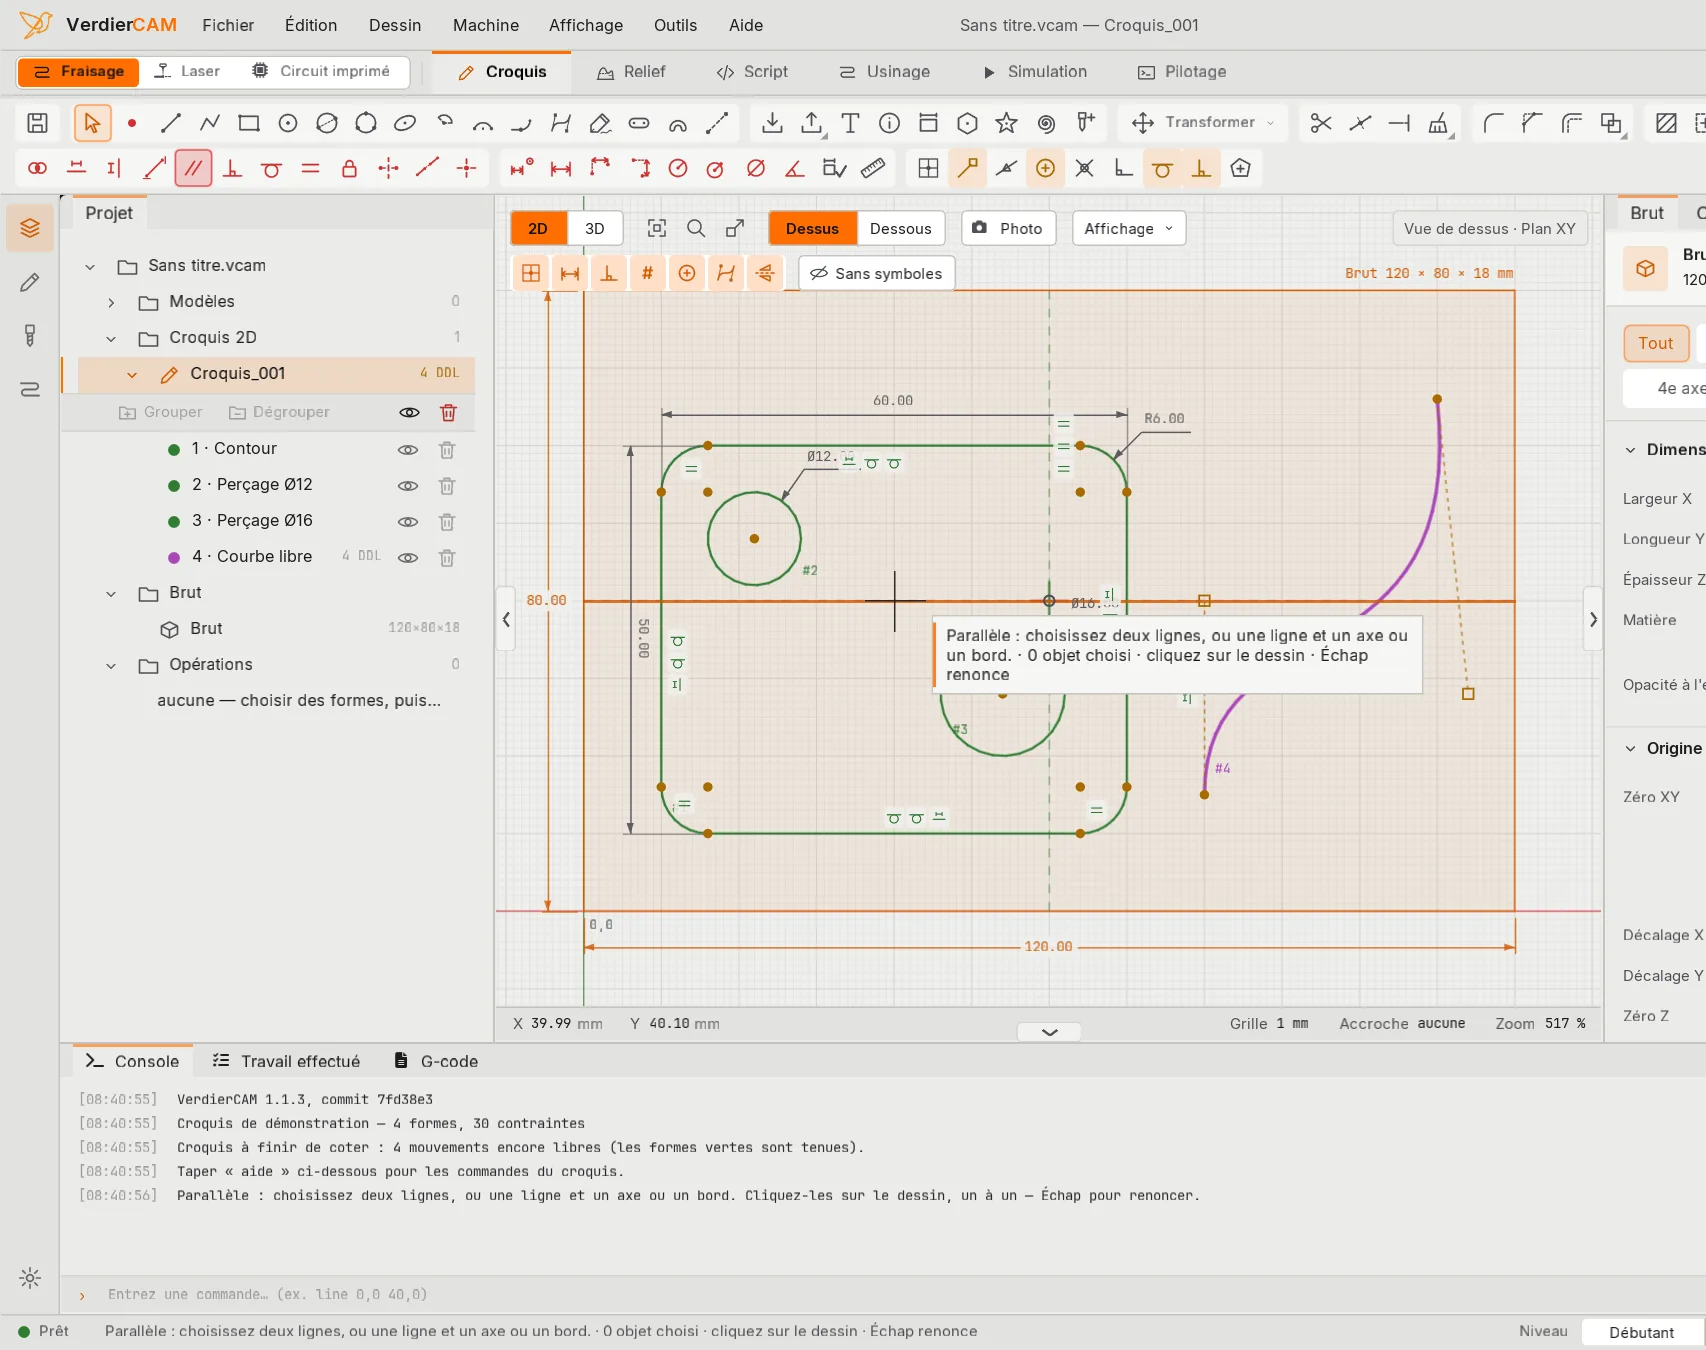 VerdierCAM Fichier Édition Dessin Machine Affichage Outils Aide Sans titre.vcam — Croquis_001
Fraisage Laser Circuit imprimé Croquis Relief Script Usinage Simulation Pilotage
Transformer
Projet
Sans titre.vcam
Modèles 0
Croquis 2D 1
Croquis_001 4 DDL
Grouper Dégrouper
1 · Contour
2 · Perçage Ø12
3 · Perçage Ø16
4 · Courbe libre 4 DDL
Brut
Brut 120×80×18
Opérations 0
aucune — choisir des formes, puis...
2D 3D Dessus Dessous Photo Affichage Vue de dessus · Plan XY
Sans symboles
Brut 120 × 80 × 18 mm
60.00
R6.00
Ø12.
#2
80.00
Ø16.
50.00
Parallèle : choisissez deux lignes, ou une ligne et un axe ou
un bord. · 0 objet choisi · cliquez sur le dessin · Échap
renonce
#3
#4
0,0
120.00
X 39.99 mm Y 40.10 mm Grille 1 mm Accroche aucune Zoom 517 %
Brut
120
Tout
4e axe
Dimens
Largeur X
Longueur Y
Épaisseur Z
Matière
Opacité à l'
Origine
Zéro XY
Décalage X
Décalage Y
Zéro Z
Console Travail effectué G-code
[08:40:55] VerdierCAM 1.1.3, commit 7fd38e3
[08:40:55] Croquis de démonstration — 4 formes, 30 contraintes
[08:40:55] Croquis à finir de coter : 4 mouvements encore libres (les formes vertes sont tenues).
[08:40:55] Taper « aide » ci-dessous pour les commandes du croquis.
[08:40:56] Parallèle : choisissez deux lignes, ou une ligne et un axe ou un bord. Cliquez-les sur le dessin, un à un — Échap pour renoncer.
› Entrez une commande… (ex. line 0,0 40,0)
Prêt Parallèle : choisissez deux lignes, ou une ligne et un axe ou un bord. · 0 objet choisi · cliquez sur le dessin · Échap renonce Niveau Débutant